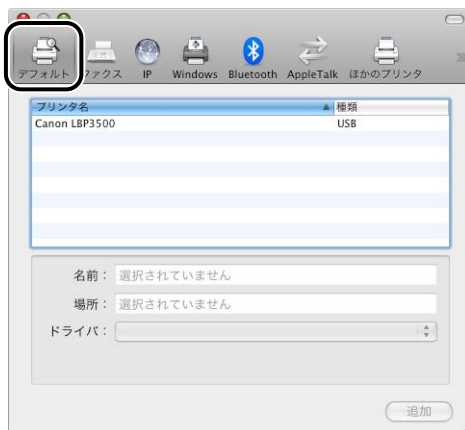 デフォルト ファクス IP Windows Bluetooth AppleTalk ほかのプリンタ
プリンタ名 種類
Canon LBP3500 USB
名前： 選択されていません
場所： 選択されていません
ドライバ：
追加